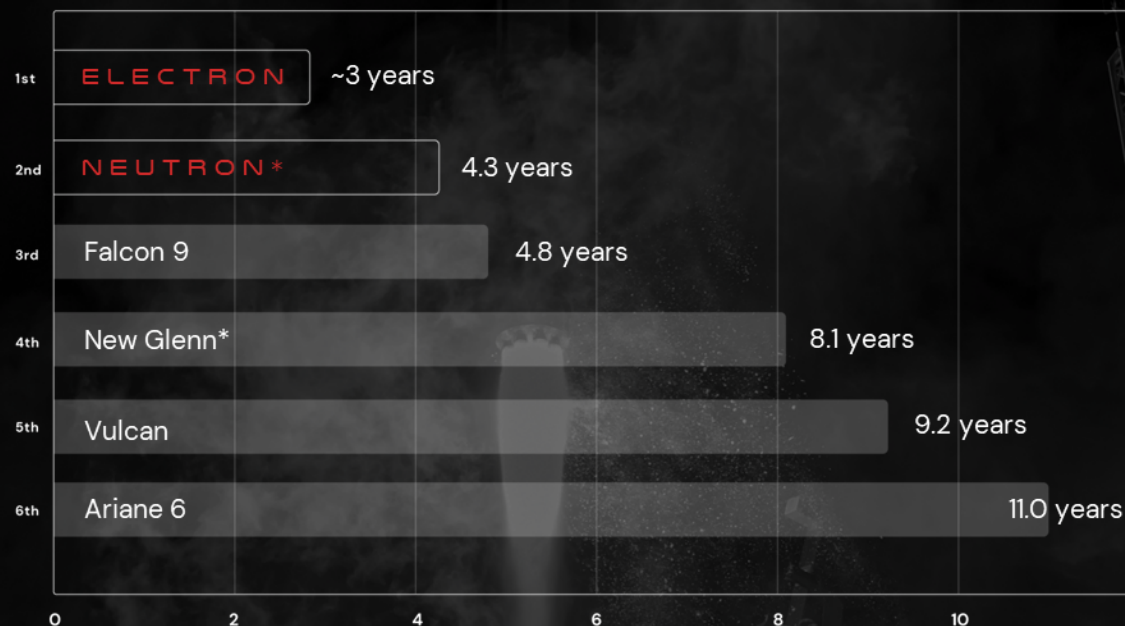 1st ELECTRON ~3 years
2nd NEUTRON* 4.3 years
3rd Falcon 9 4.8 years
4th New Glenn* 8.1 years
5th Vulcan 9.2 years
6th Ariane 6 11.0 years
0 2 4 6 8 10